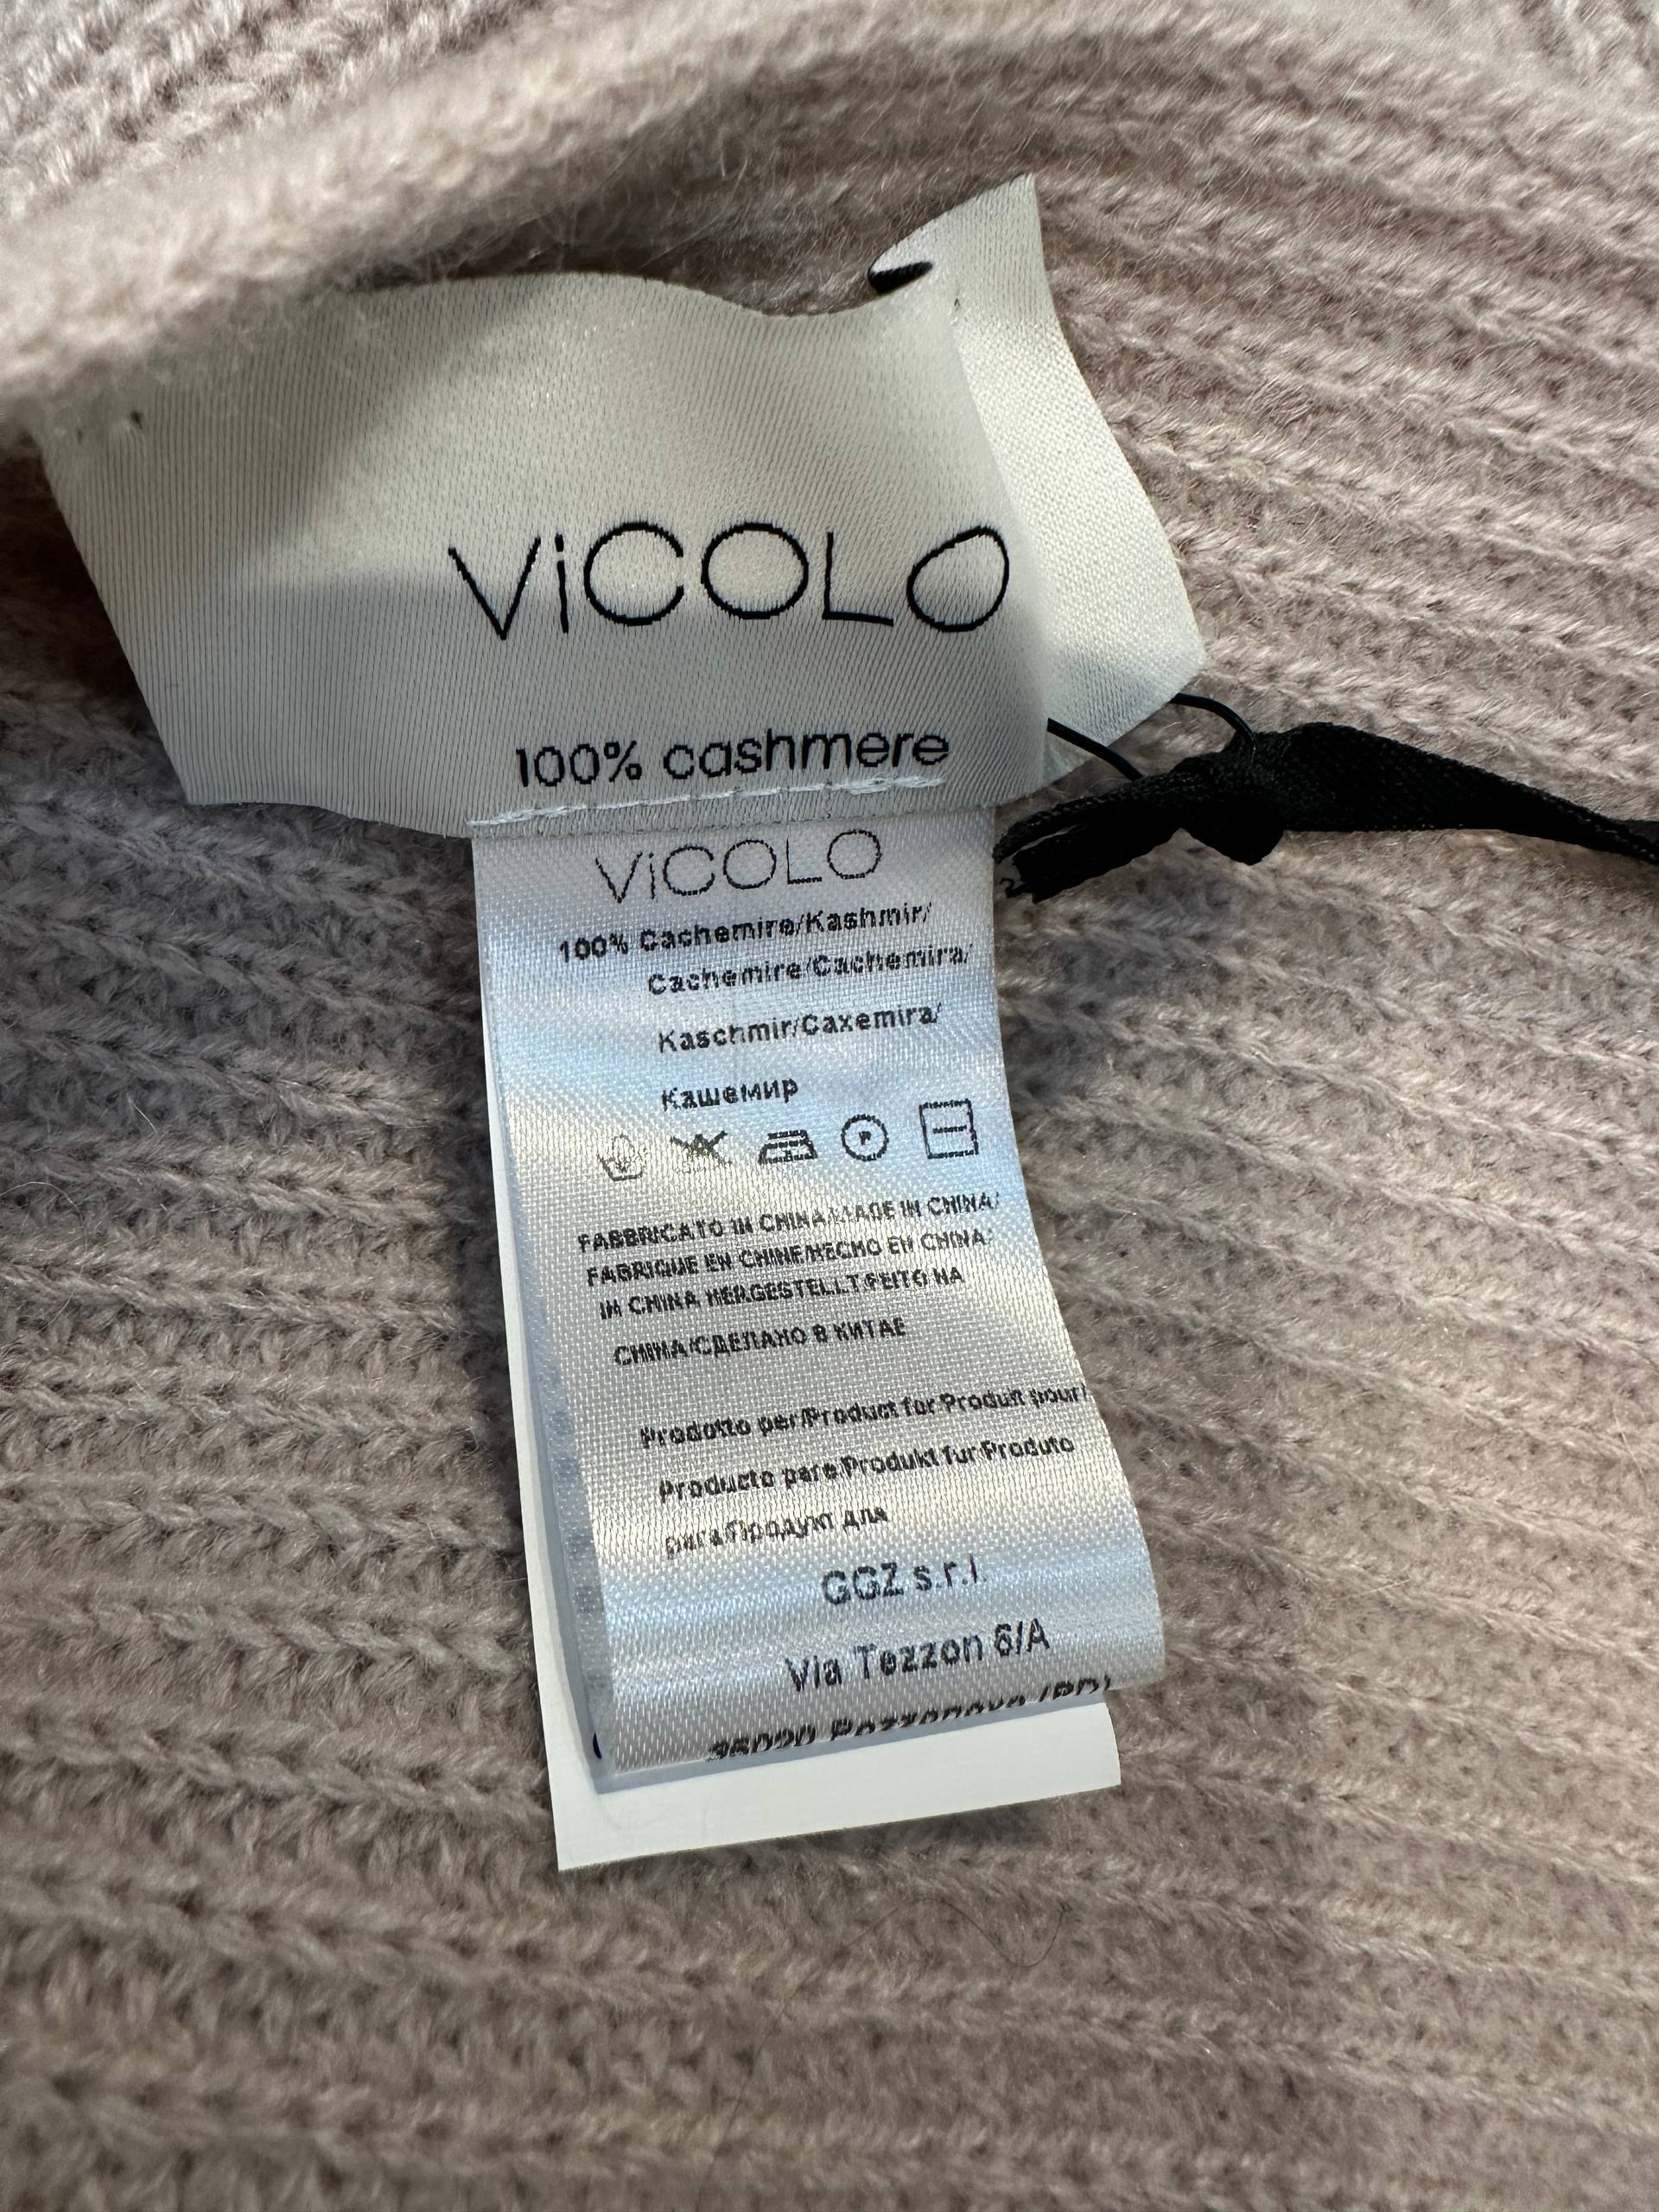 ViCOLO
100% cashmere
ViCOLO
100% Cachemire/Kashmir/
Cachemire/Cachemira/
Kaschmir/Caxemira/
Кашемир
P
FABBRICATO IN CHINA/MADE IN CHINA/
FABRIQUE EN CHINE/HECHO EN CHINA/
IN CHINA HERGESTELLT/FEITO NA
CHINA/СДЕЛАНО В КИТАЕ
Prodotto per/Product for/Produit pour/
Producto para/Produkt fur/Produto
para/Продукт для
GGZ s.r.l.
Via Tezzon 6/A